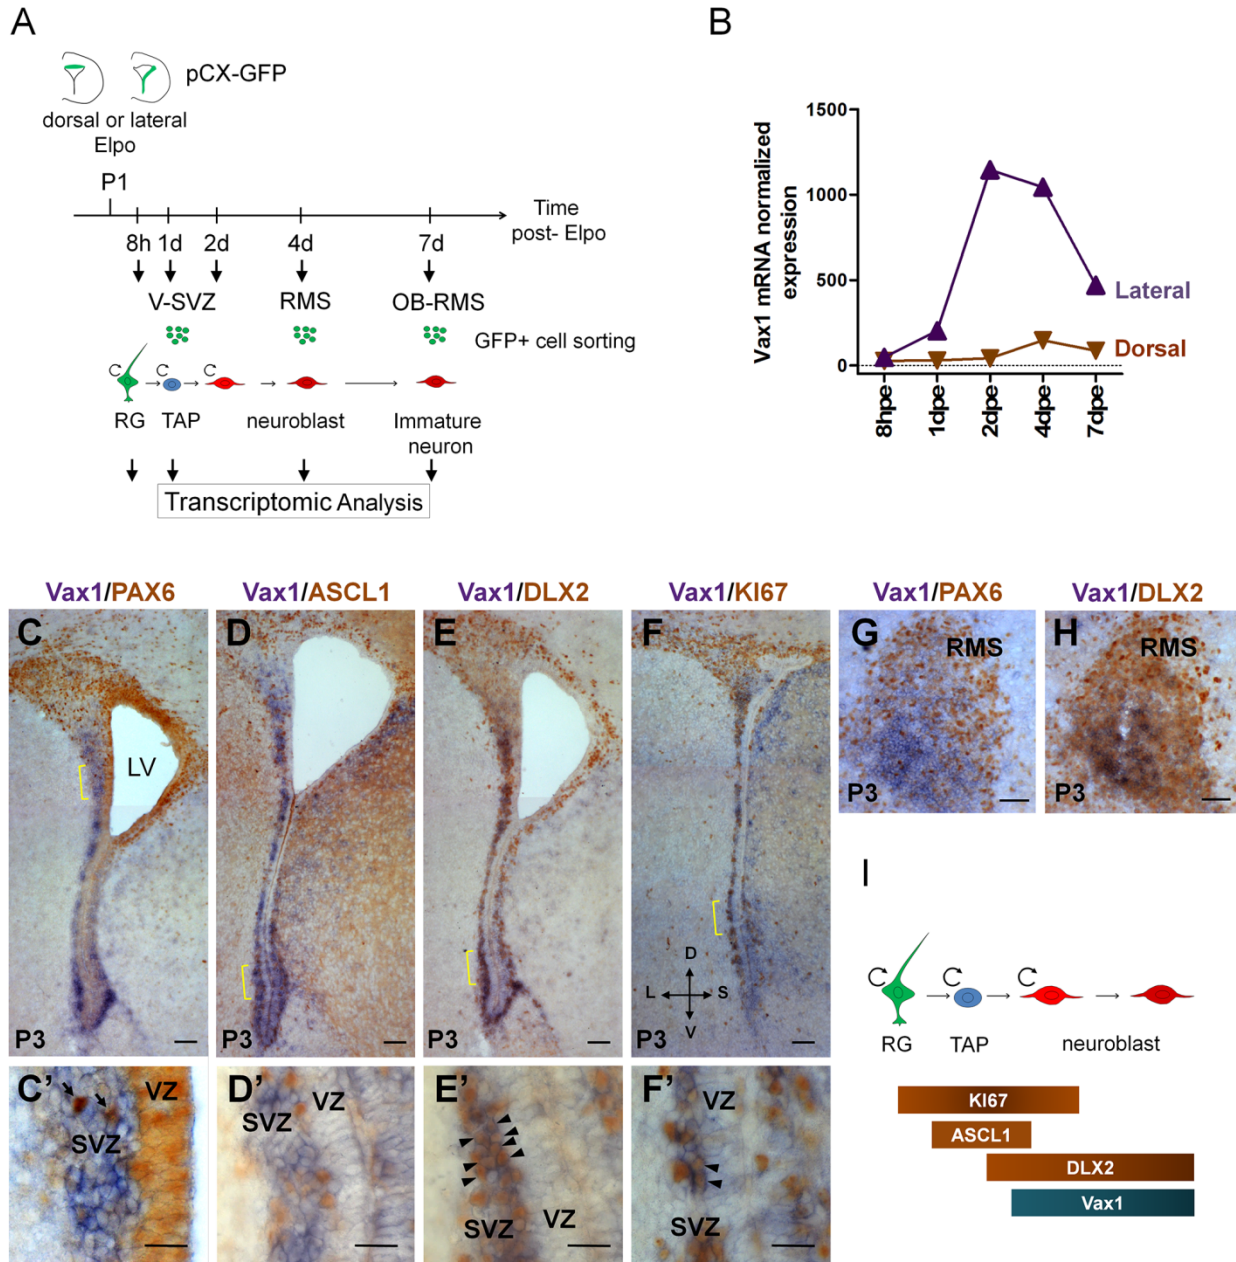 A
pCX-GFP
dorsal or lateral
Elpo
P1
Time
post- Elpo
8h 1d 2d 4d 7d
V-SVZ RMS OB-RMS
GFP+ cell sorting
RG TAP neuroblast Immature
neuron
Transcriptomic Analysis
B
Vax1 mRNA normalized
expression
1500
1000
500
0
Lateral
Dorsal
8hpe 1dpe 2dpe 4dpe 7dpe
Vax1/PAX6 Vax1/ASCL1 Vax1/DLX2 Vax1/KI67 Vax1/PAX6 Vax1/DLX2
C D E F G H
RMS RMS
LV
P3 P3
D
L S
V
P3 P3 P3 P3
C' D' E' F'
VZ VZ VZ VZ
SVZ SVZ SVZ SVZ
I
RG TAP neuroblast
KI67
ASCL1
DLX2
Vax1